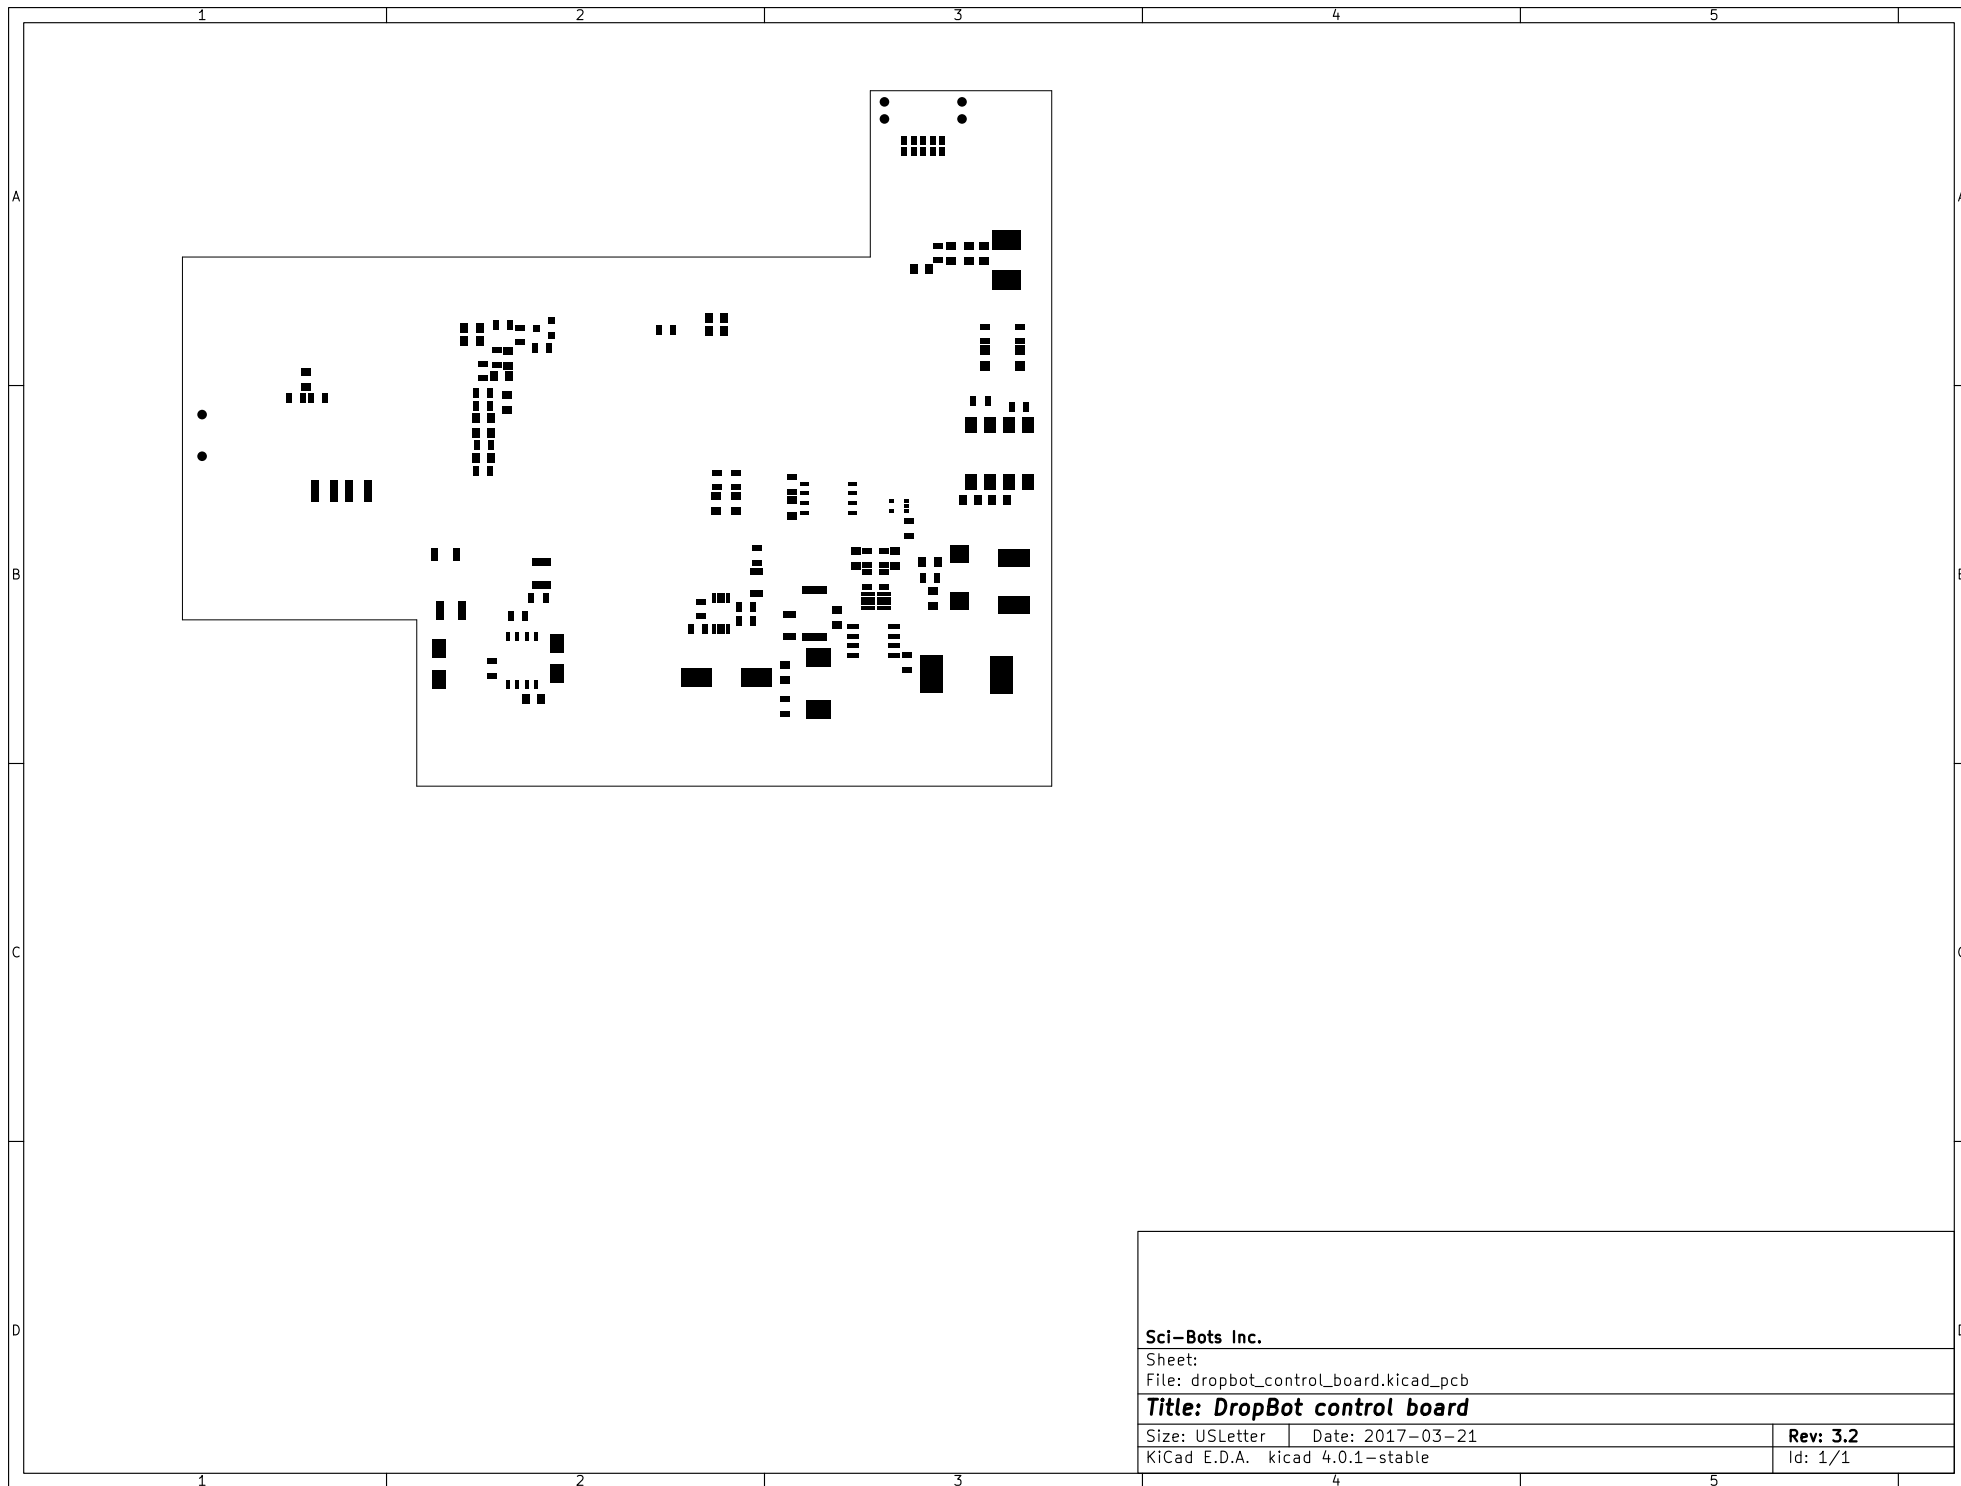 1 2 3 4 5
A A
B B
C C
D D
Sci-Bots Inc.
Sheet:
File: dropbot_control_board.kicad_pcb
Title: DropBot control board
Size: USLetter Date: 2017-03-21 Rev: 3.2
KiCad E.D.A. kicad 4.0.1-stable Id: 1/1
1 2 3 4 5